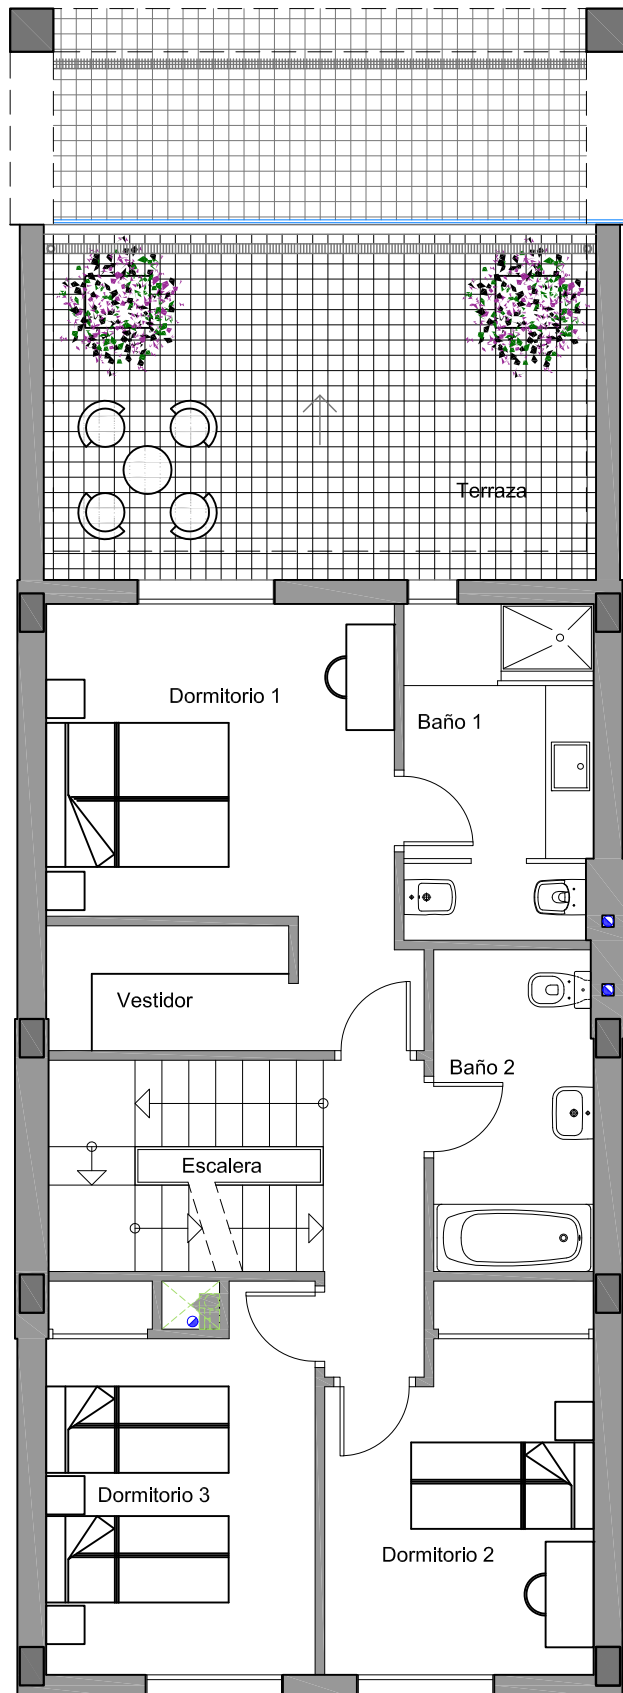 Terraza
Dormitorio 1
Baño 1
Vestidor
Baño 2
Escalera
Dormitorio 3
Dormitorio 2